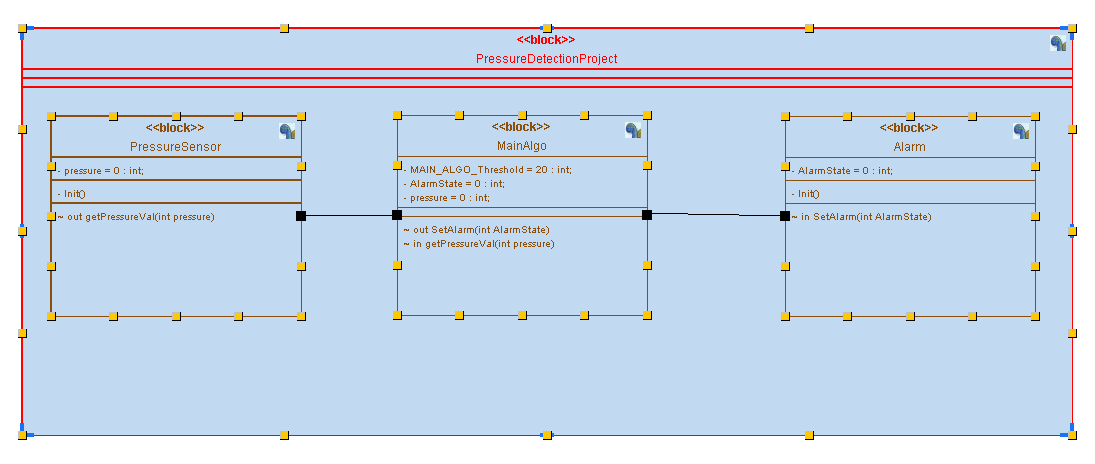 <<block>>
PressureDetectionProject
<<block>>
PressureSensor
- pressure = 0 : int;
- Init()
~ out getPressureVal(int pressure)
<<block>>
MainAlgo
- MAIN_ALGO_Threshold = 20 : int;
- AlarmState = 0 : int;
- pressure = 0 : int;
~ out SetAlarm(int AlarmState)
~ in getPressureVal(int pressure)
<<block>>
Alarm
- AlarmState = 0 : int;
- Init()
~ in SetAlarm(int AlarmState)